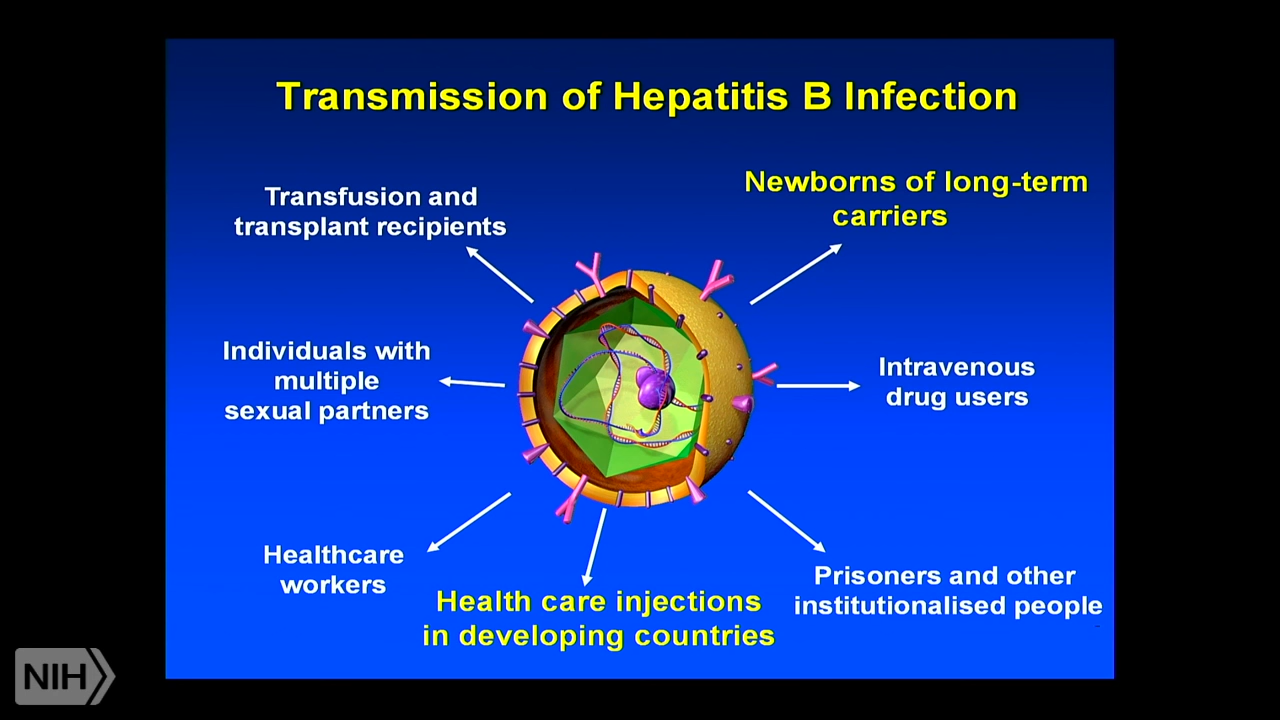 Transmission of Hepatitis B Infection
Transfusion and
transplant recipients
Newborns of long-term
carriers
Individuals with
multiple
sexual partners
Intravenous
drug users
Healthcare
workers
Health care injections
in developing countries
Prisoners and other
institutionalised people
NIH